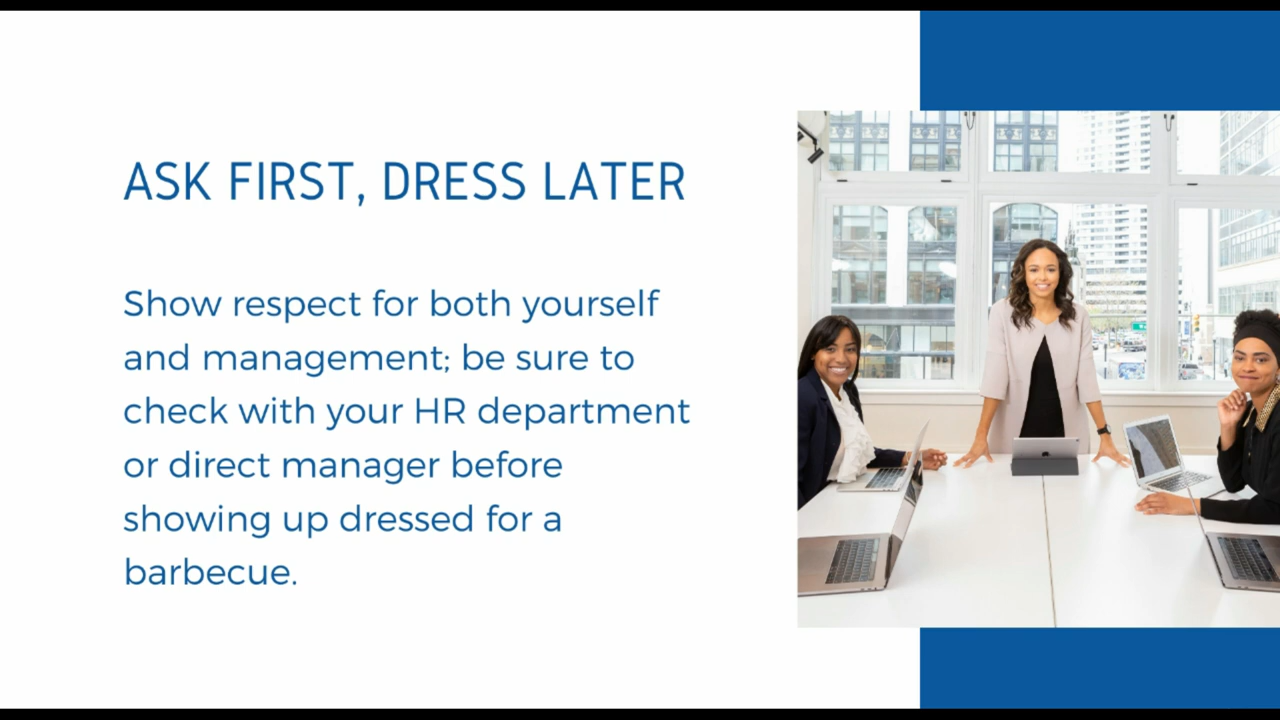 ASK FIRST, DRESS LATER
Show respect for both yourself
and management; be sure to
check with your HR department
or direct manager before
showing up dressed for a
barbecue.